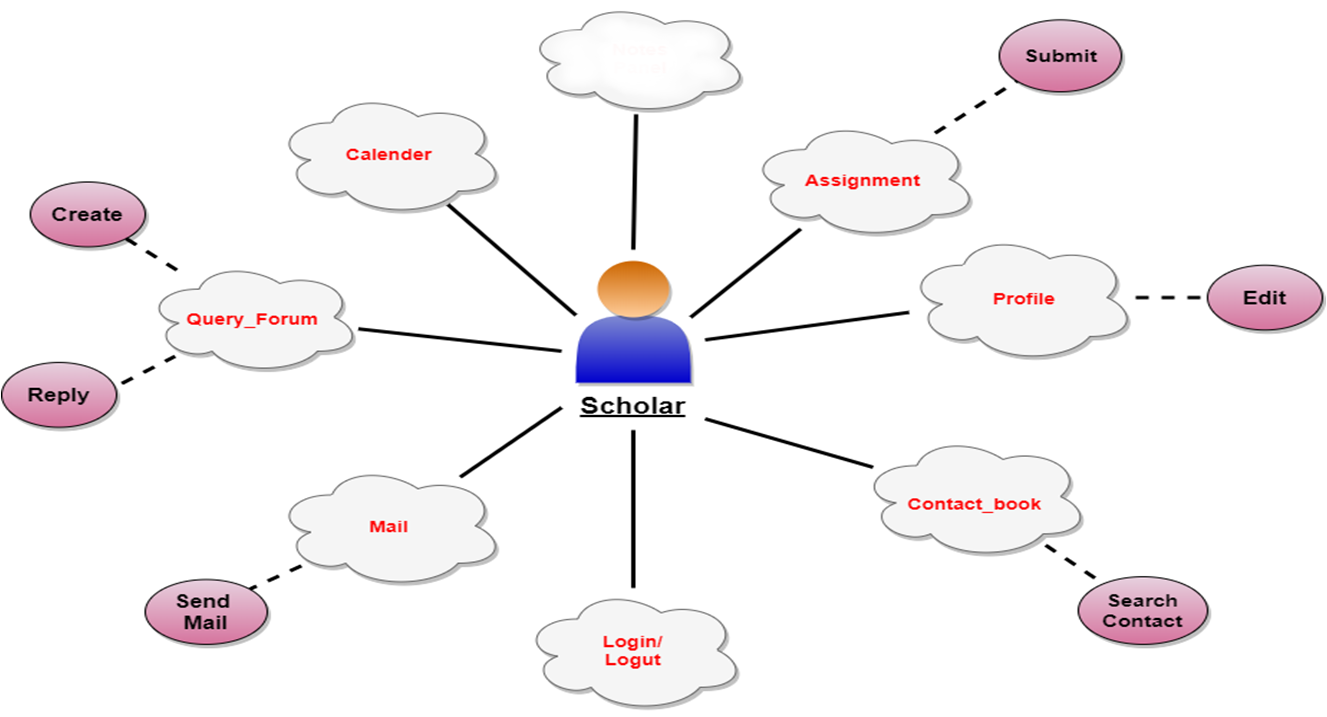 Submit
Calender
Assignment
Create
Profile
Edit
Query_Forum
Reply
Scholar
Contact_book
Mail
Send
Mail
Search
Contact
Login/
Logut